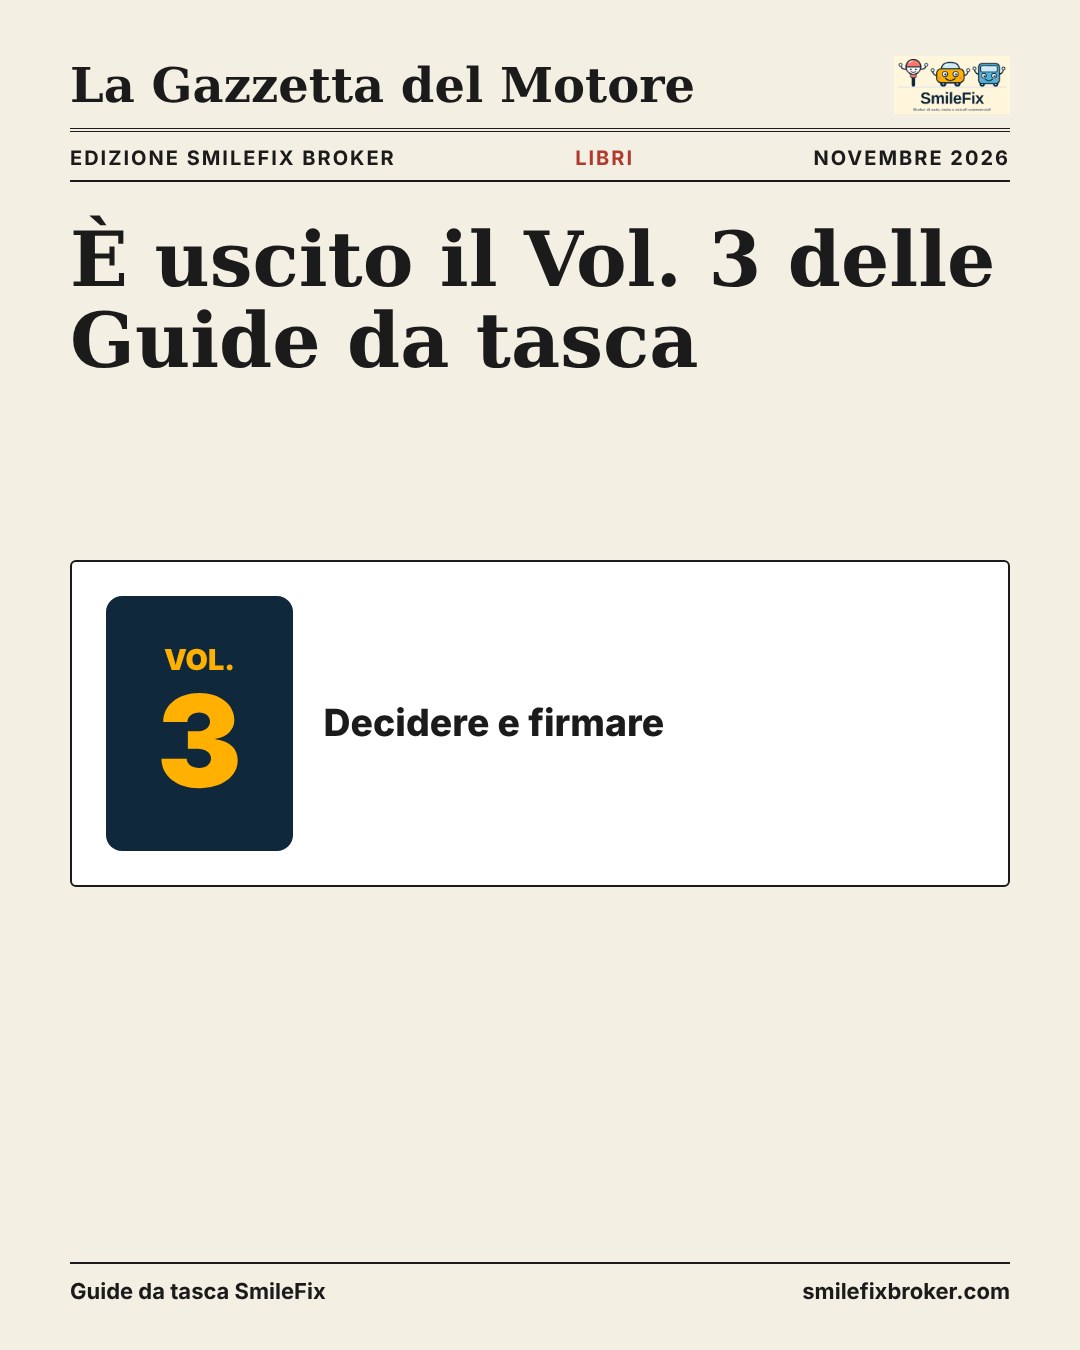 La Gazzetta del Motore
SmileFix
EDIZIONE SMILEFIX BROKER
LIBRI
NOVEMBRE 2026
È uscito il Vol. 3 delle
Guide da tasca
VOL.
3
Decidere e firmare
Guide da tasca SmileFix
smilefixbroker.com